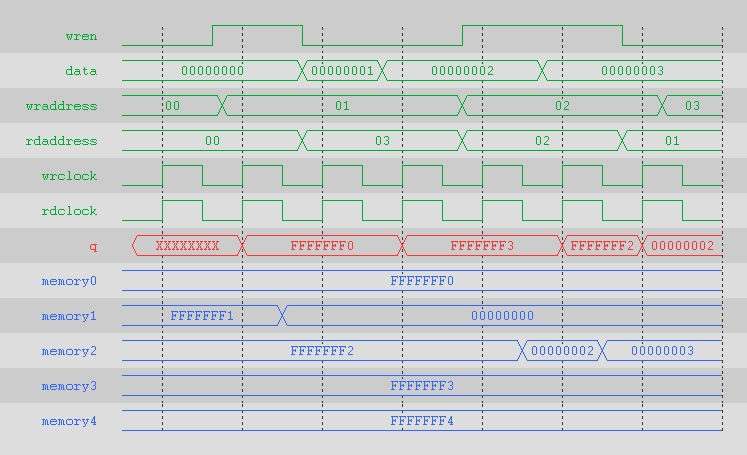 wren
data 00000000 00000001 00000002 00000003
wraddress 00 01 02 03
rdaddress 00 03 02 01
wrclock
rdclock
q XXXXXXXX FFFFFFF0 FFFFFFF3 FFFFFFF2 00000002
memory0 FFFFFFF0
memory1 FFFFFFF1 00000000
memory2 FFFFFFF2 00000002 00000003
memory3 FFFFFFF3
memory4 FFFFFFF4